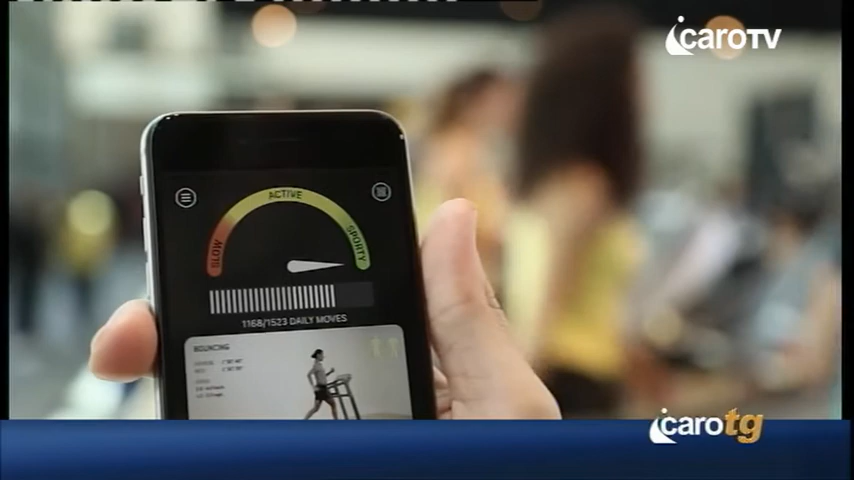 icaroTV
ACTIVE
SLOW
SPORTY
1168/1523 DAILY MOVES
BOUNCING
icarotg